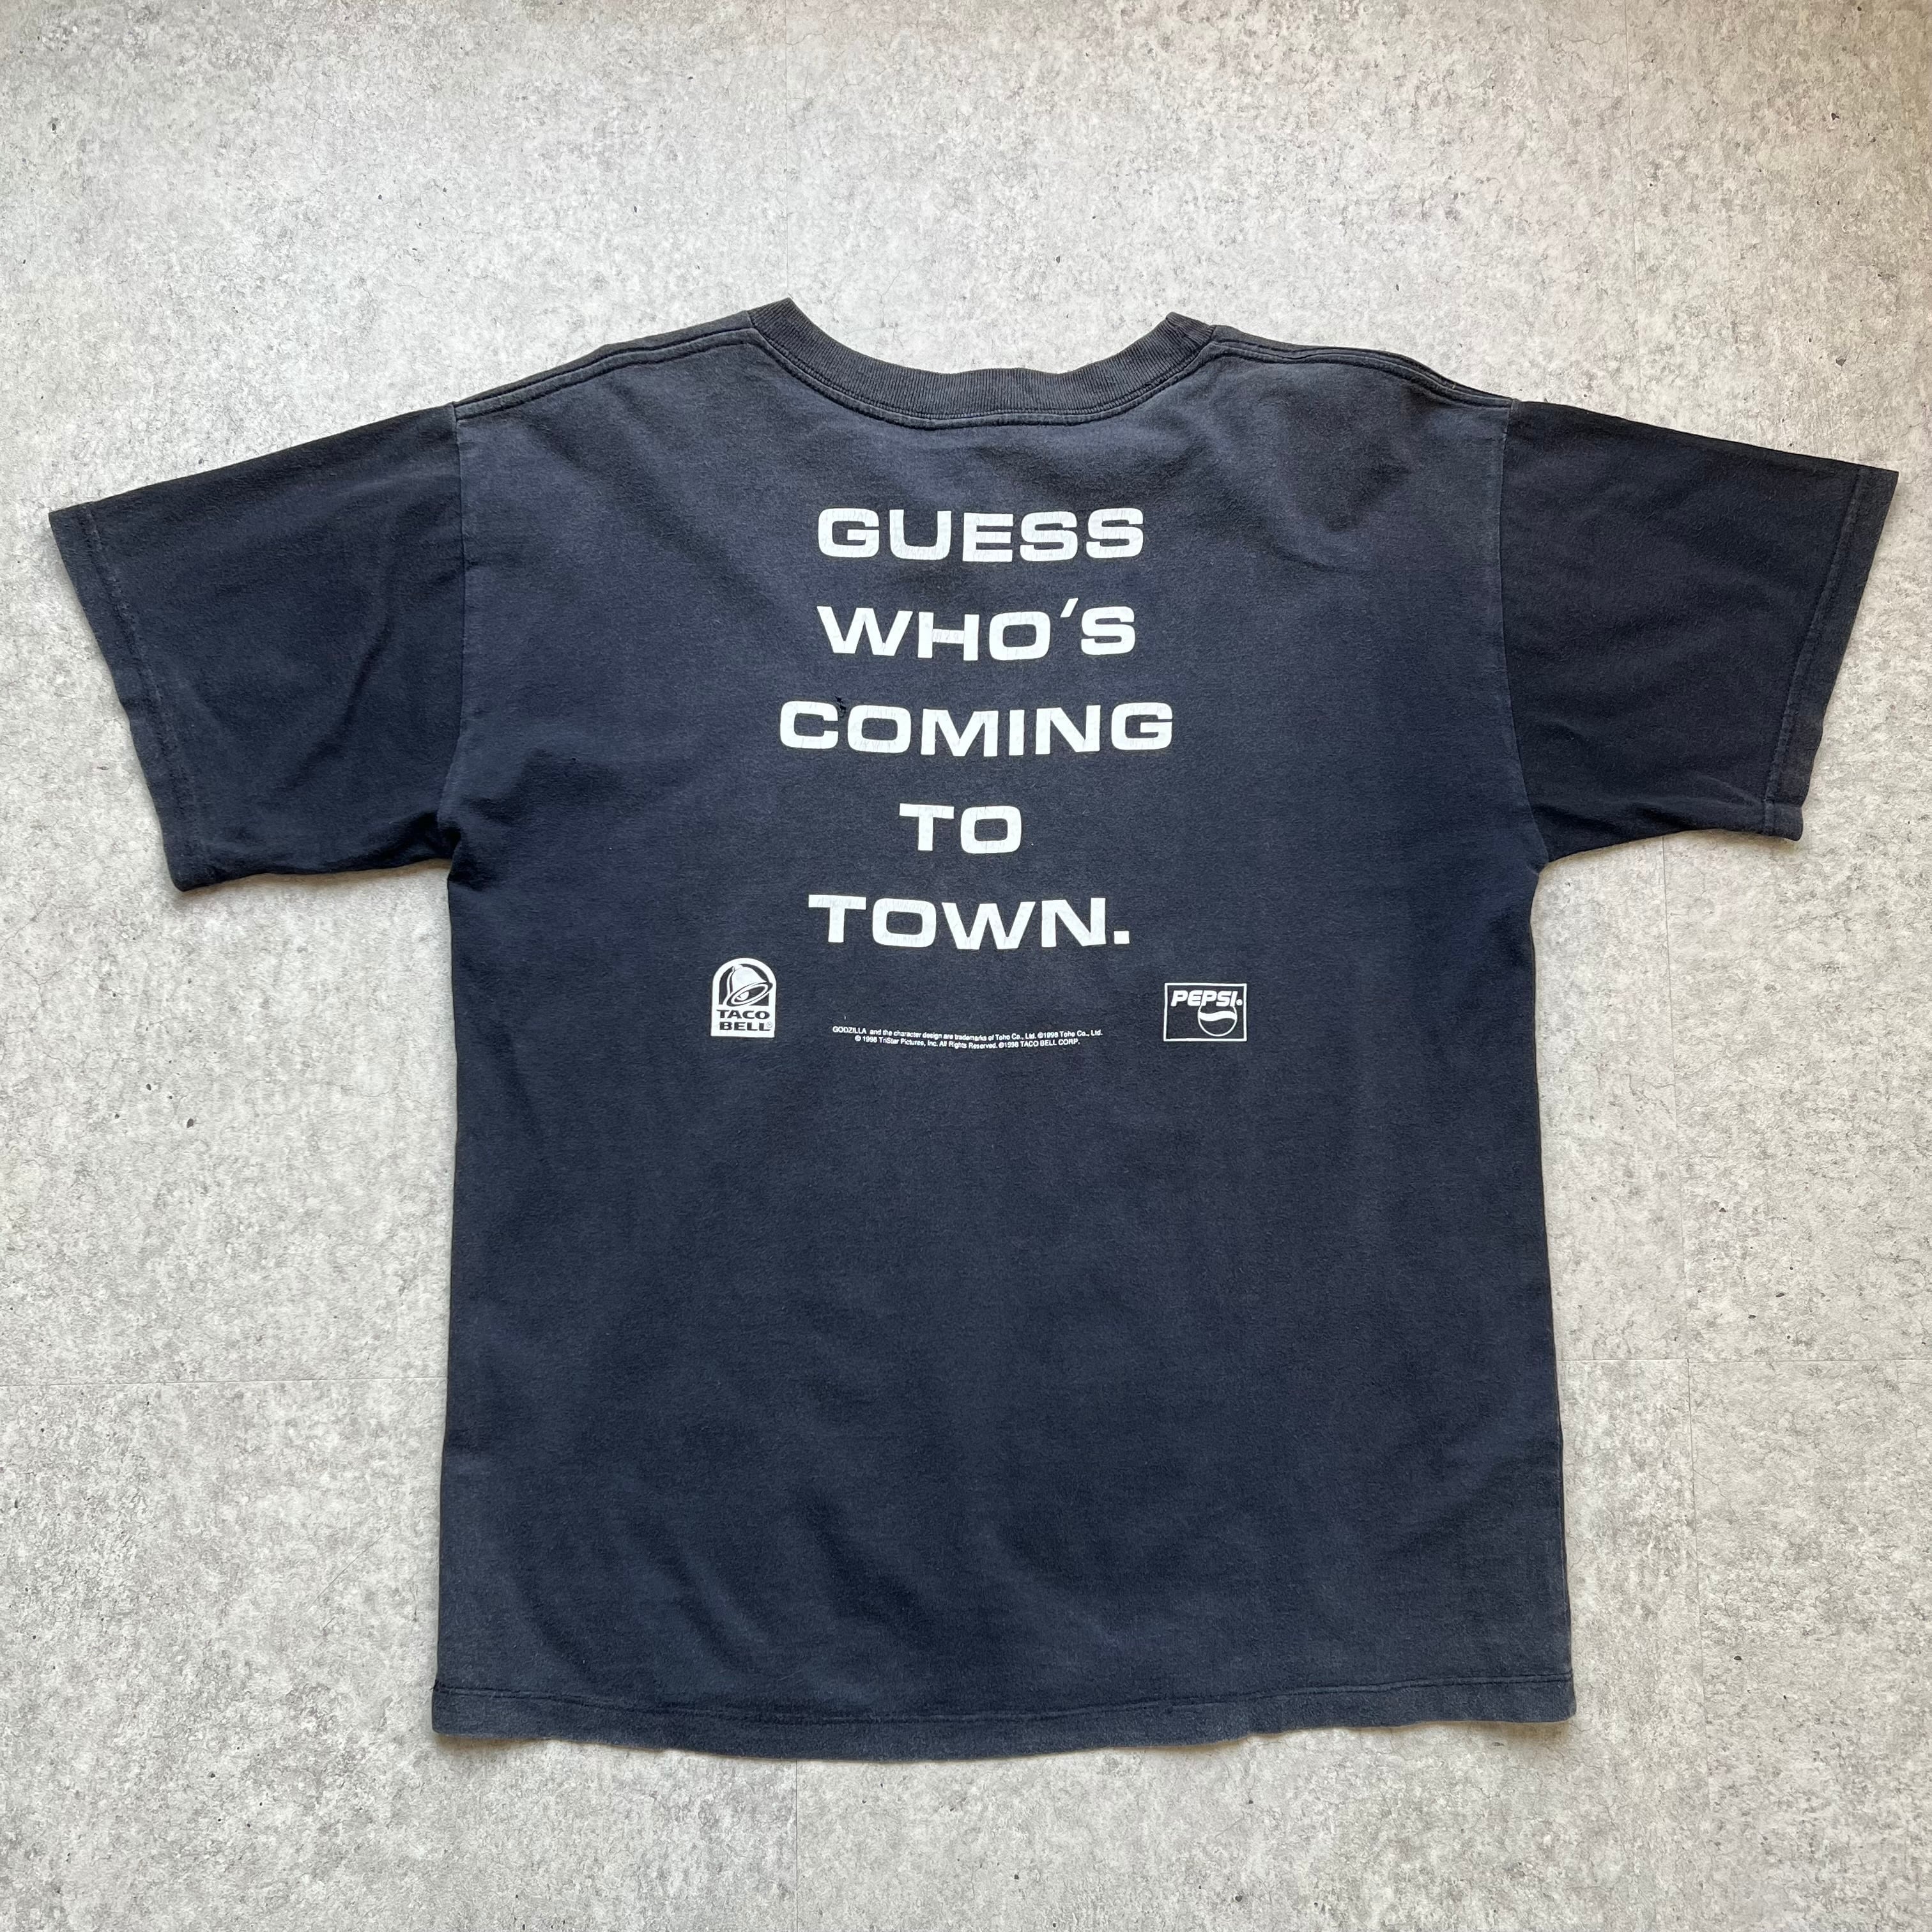 GUESS
WHO'S
COMING
TO
TOWN.
TACO
BELL®
PEPSI®
GODZILLA and the character design are trademarks of Toho Co., Ltd. ©1998 Toho Co., Ltd.
© 1998 TriStar Pictures, Inc. All Rights Reserved. ©1998 TACO BELL CORP.